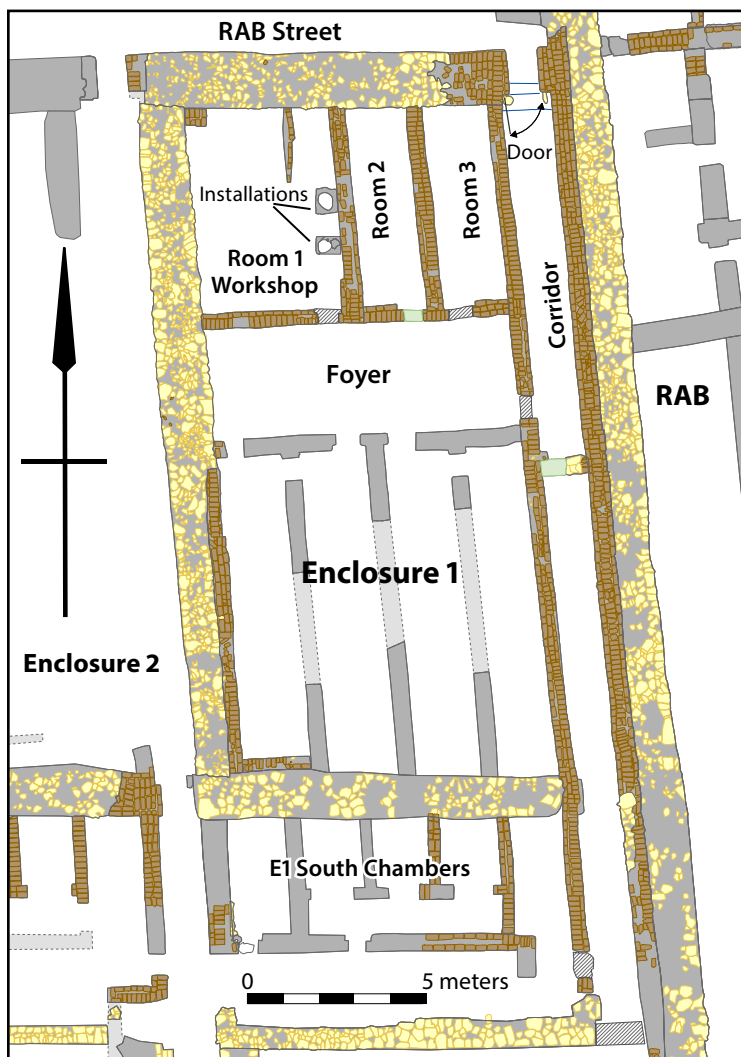 RAB Street
Door
Installations
Room 1
Workshop
Room 2
Room 3
Corridor
Foyer
RAB
Enclosure 1
Enclosure 2
E1 South Chambers
0 5 meters